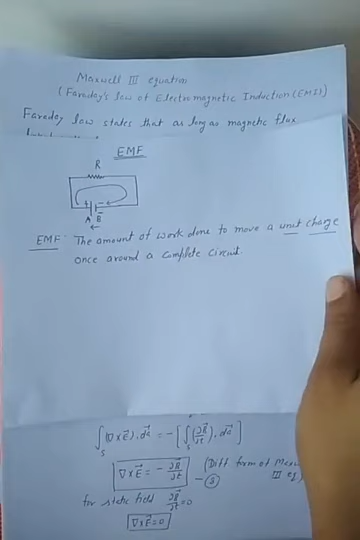 Maxwell III equation
(Faraday's law of Electromagnetic Induction (EMI))
Faraday law states that as long as magnetic flux
EMF
R
+ -
A B
EMF: The amount of work done to move a unit charge
once around a complete circuit.
∫s (∇×E⃗).da⃗ = -[∫s (∂B⃗/∂t).da⃗]
∇×E⃗ = -∂B⃗/∂t (Diff form of Max
-③ III eq)
for static field ∂B⃗/∂t=0
∇×E⃗=0